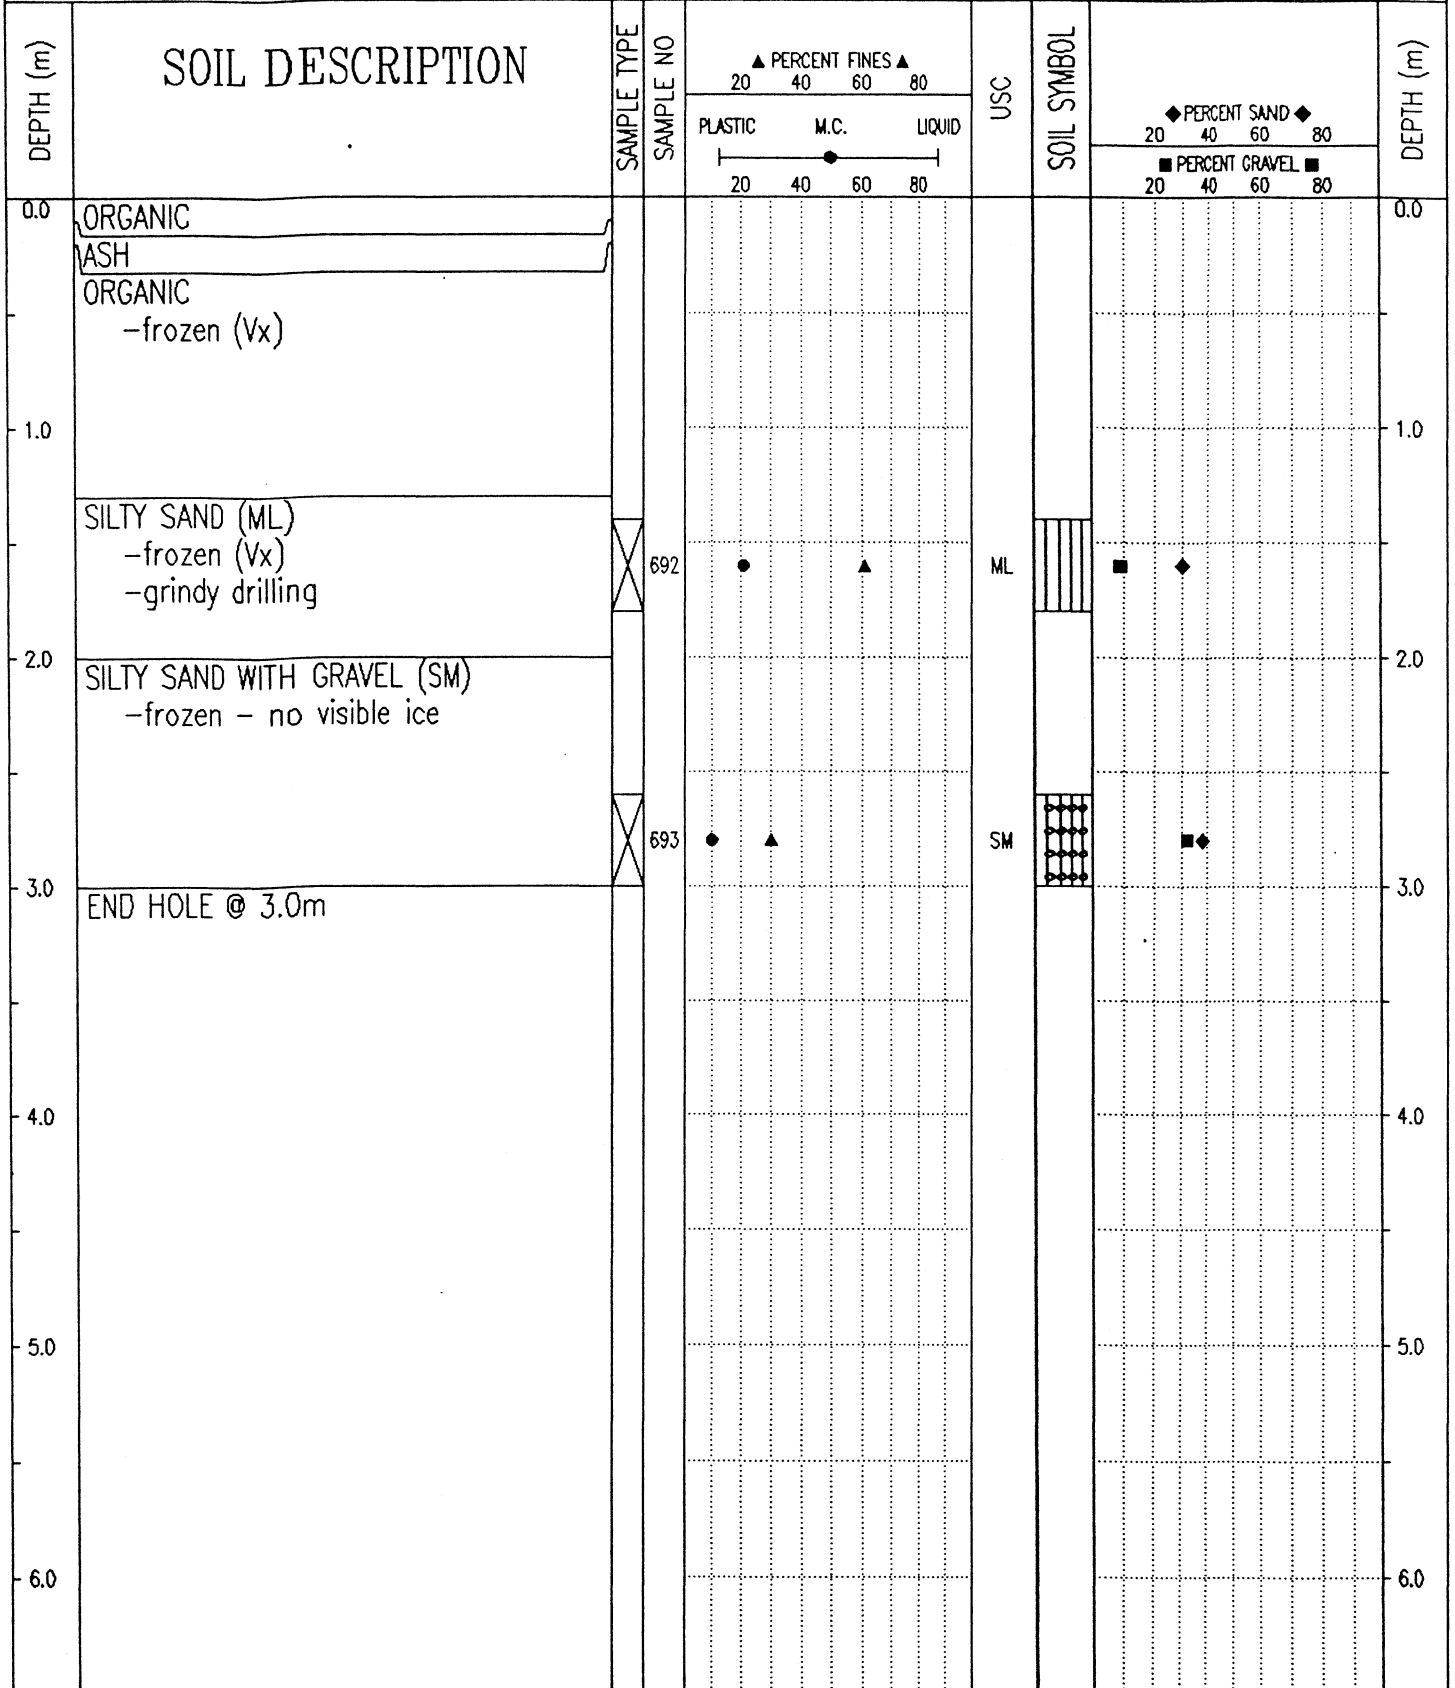 DEPTH (m)
SOIL DESCRIPTION
SAMPLE TYPE
SAMPLE NO
▲ PERCENT FINES ▲
20 40 60 80
PLASTIC M.C. LIQUID
20 40 60 80
USC
SOIL SYMBOL
◆ PERCENT SAND ◆
20 40 60 80
■ PERCENT GRAVEL ■
20 40 60 80
DEPTH (m)
0.0 ORGANIC 0.0
ASH
ORGANIC
-frozen (Vx)
1.0 1.0
SILTY SAND (ML)
-frozen (Vx) 692 ML
-grindy drilling
2.0 2.0
SILTY SAND WITH GRAVEL (SM)
-frozen - no visible ice
693 SM
3.0 3.0
END HOLE @ 3.0m
4.0 4.0
5.0 5.0
6.0 6.0